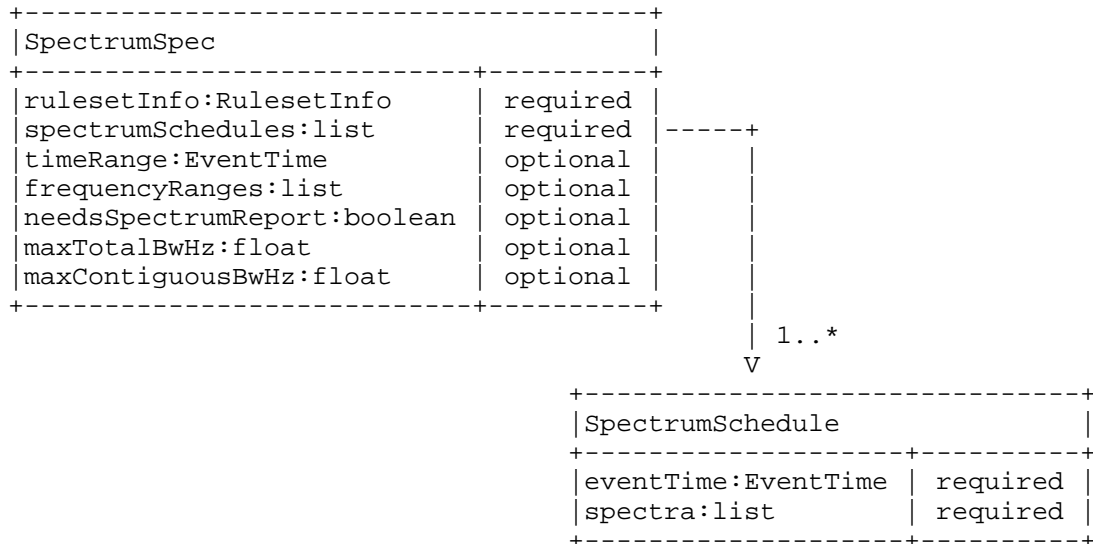 +----------------------------------------+
|SpectrumSpec                            |
+-----------------------------+----------+
|rulesetInfo:RulesetInfo      | required |
|spectrumSchedules:list       | required |-----+
|timeRange:EventTime          | optional |     |
|frequencyRanges:list         | optional |     |
|needsSpectrumReport:boolean  | optional |     |
|maxTotalBwHz:float           | optional |     |
|maxContiguousBwHz:float      | optional |     |
+-----------------------------+----------+     |
                                               | 1..*
                                               V
                                    +--------------------------------+
                                    |SpectrumSchedule                |
                                    +---------------------+----------+
                                    |eventTime:EventTime  | required |
                                    |spectra:list         | required |
                                    +---------------------+----------+